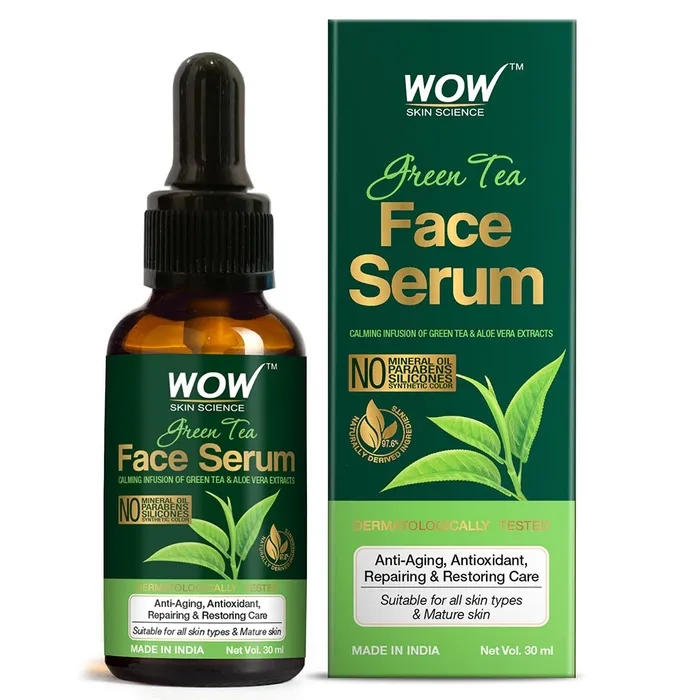 WOW™
SKIN SCIENCE
Green Tea
Face Serum
CALMING INFUSION OF GREEN TEA & ALOE VERA EXTRACTS
NO MINERAL OIL
PARABENS
SILICONES
SYNTHETIC COLOR
NATURALLY DERIVED INGREDIENTS
DERMATOLOGICALLY TESTED
Anti-Aging, Antioxidant,
Repairing & Restoring Care
Suitable for all skin types & Mature skin
MADE IN INDIA Net Vol. 30 ml
WOW™
SKIN SCIENCE
Green Tea
Face
Serum
CALMING INFUSION OF GREEN TEA & ALOE VERA EXTRACTS
NO MINERAL OIL
PARABENS
SILICONES
SYNTHETIC COLOR
97.6%
NATURALLY DERIVED INGREDIENTS
DERMATOLOGICALLY TESTED
Anti-Aging, Antioxidant,
Repairing & Restoring Care
Suitable for all skin types
& Mature skin
MADE IN INDIA Net Vol. 30 ml